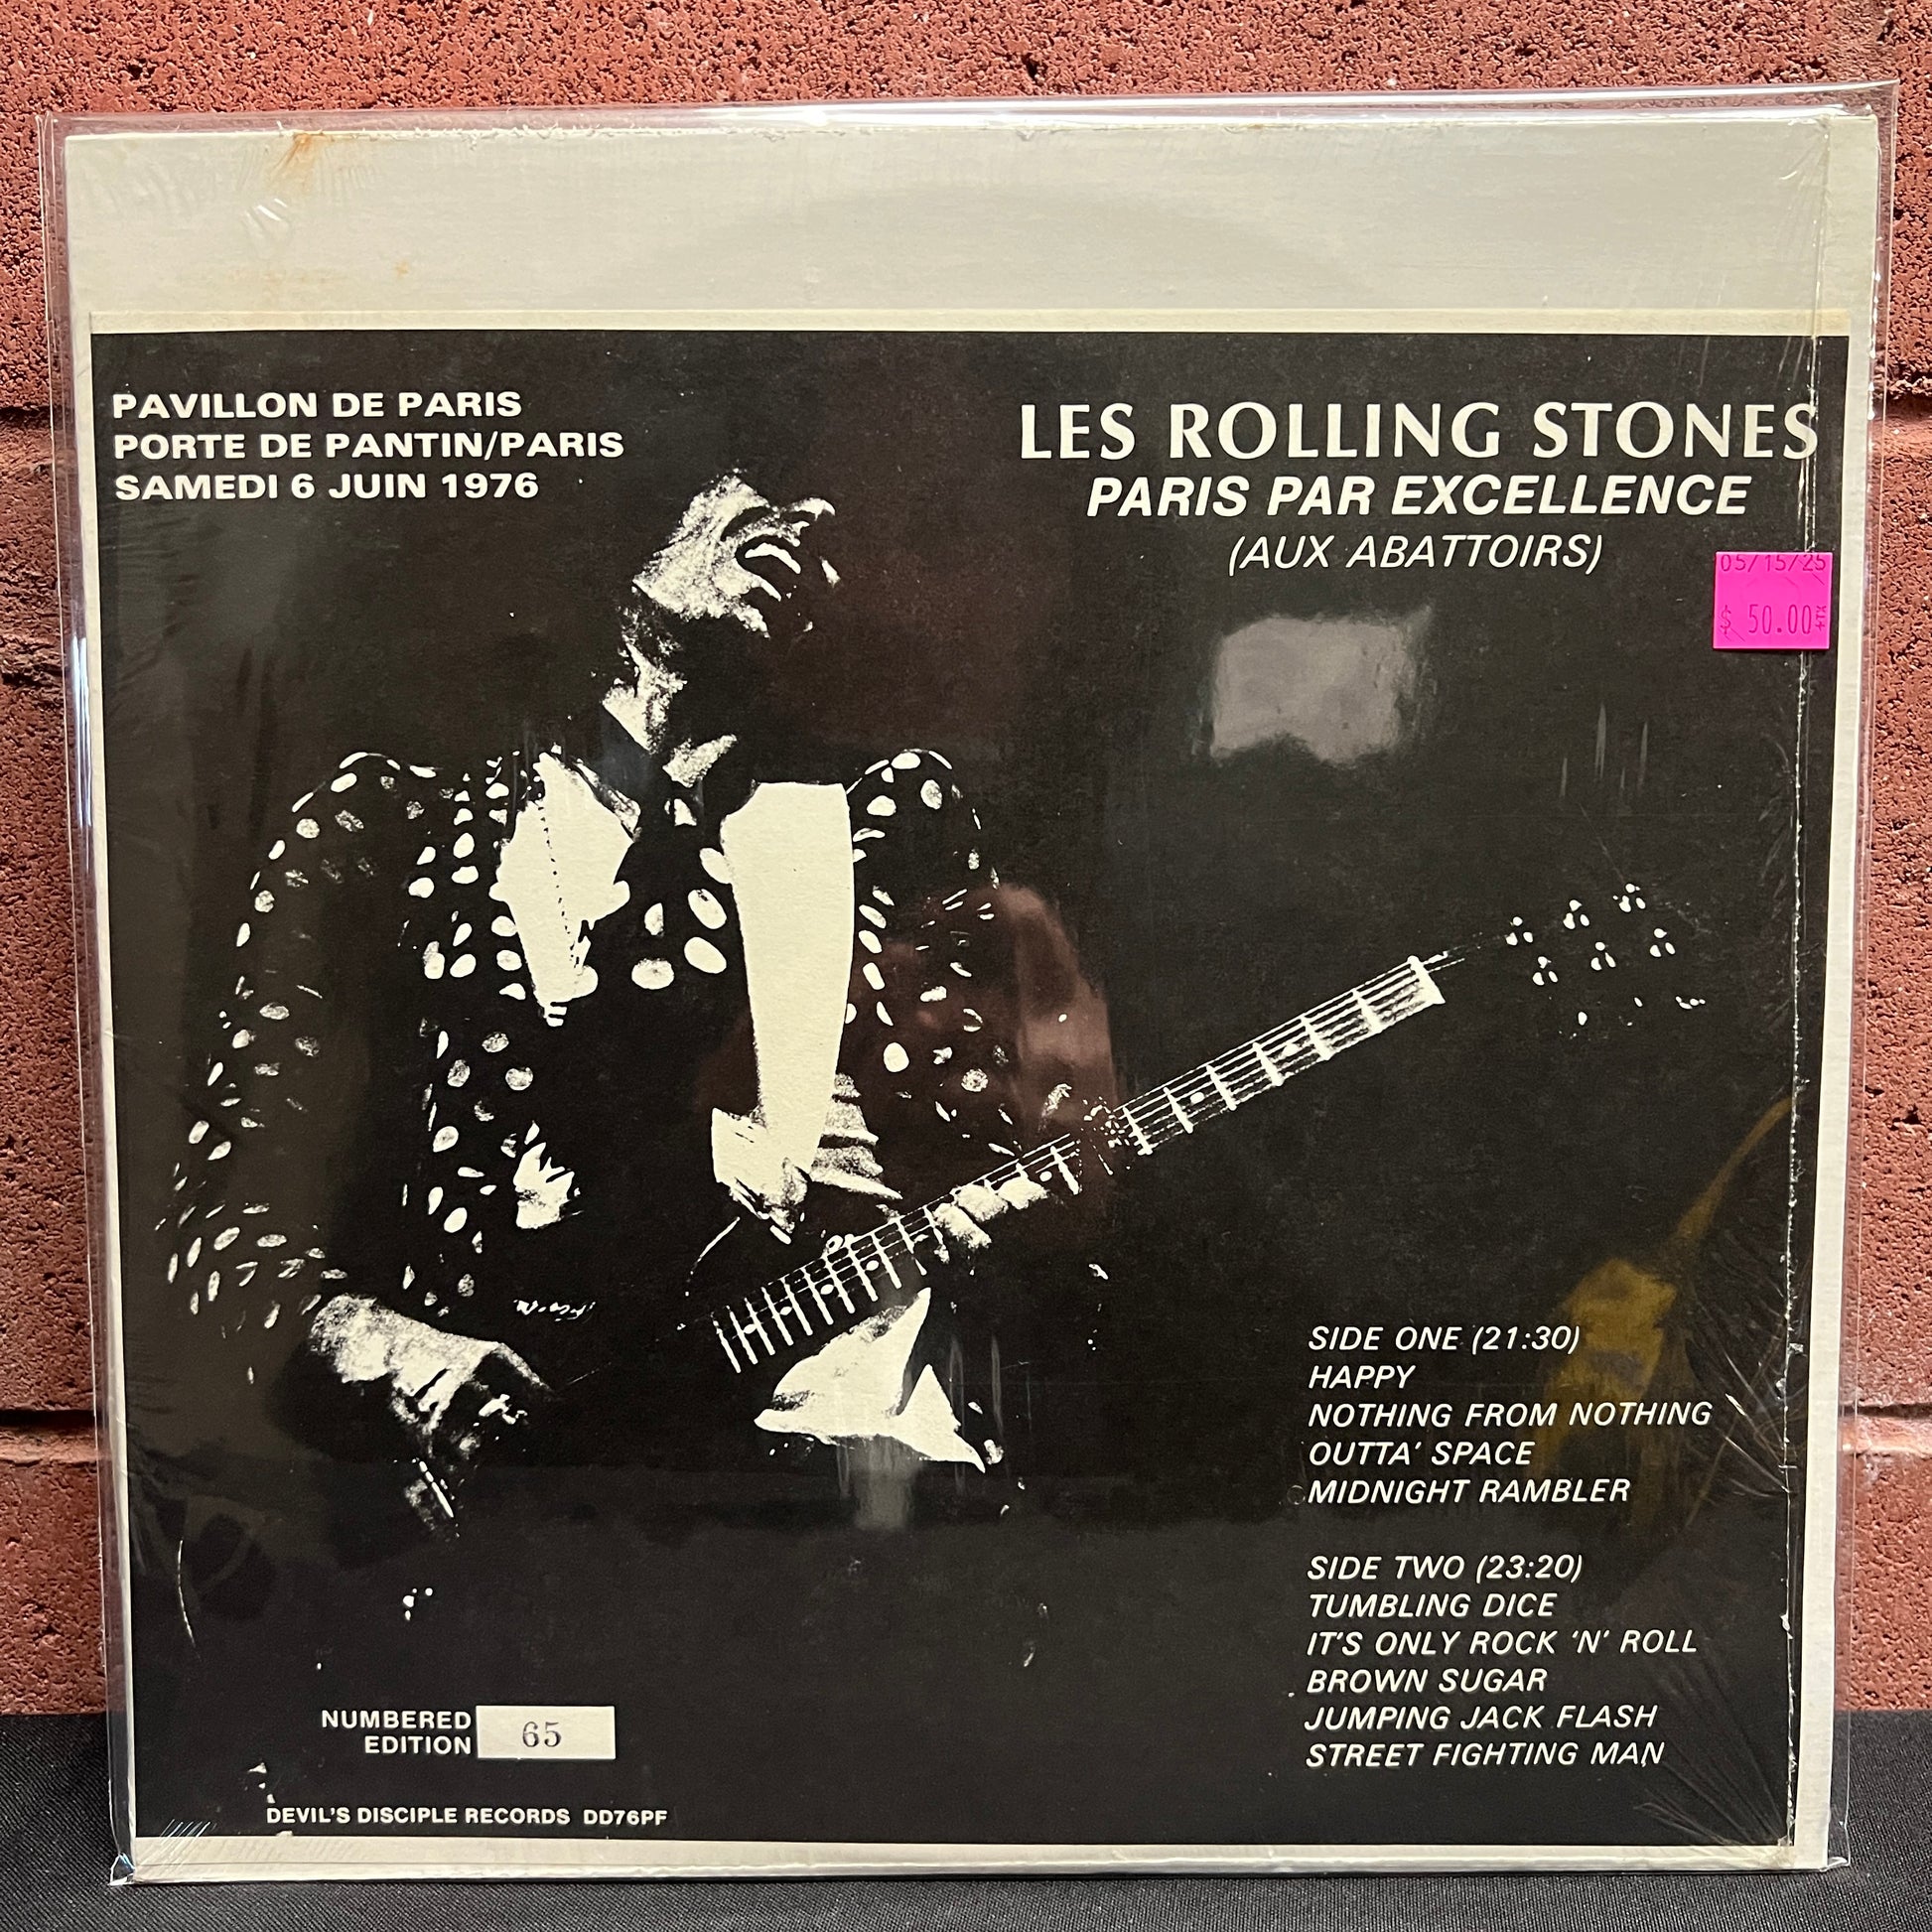 PAVILLON DE PARIS
PORTE DE PANTIN/PARIS
SAMEDI 6 JUIN 1976
LES ROLLING STONES
PARIS PAR EXCELLENCE
(AUX ABATTOIRS)
05/15/25
$ 50.00
SIDE ONE (21:30)
HAPPY
NOTHING FROM NOTHING
OUTTA' SPACE
MIDNIGHT RAMBLER
SIDE TWO (23:20)
TUMBLING DICE
IT'S ONLY ROCK 'N' ROLL
BROWN SUGAR
JUMPING JACK FLASH
STREET FIGHTING MAN
NUMBERED
EDITION 65
DEVIL'S DISCIPLE RECORDS DD76PF